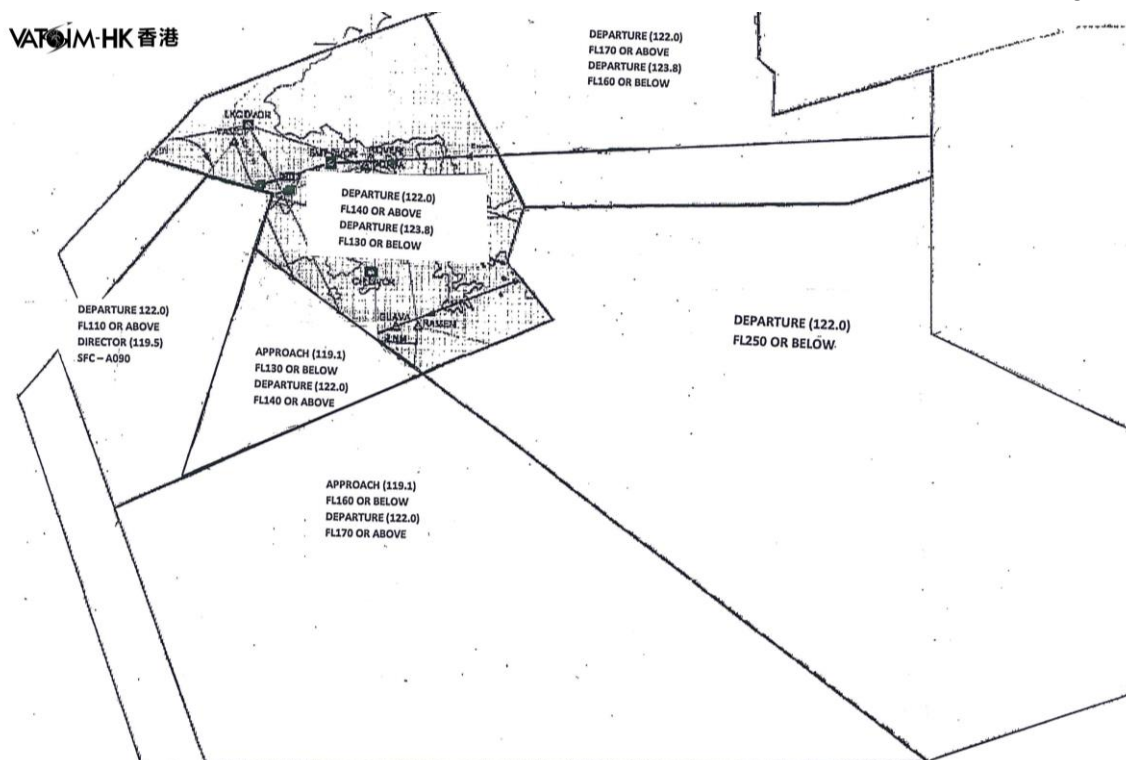 VATSIM-HK 香港
DEPARTURE (122.0)
FL170 OR ABOVE
DEPARTURE (123.8)
FL160 OR BELOW
DEPARTURE (122.0)
FL140 OR ABOVE
DEPARTURE (123.8)
FL130 OR BELOW
DEPARTURE 122.0)
FL110 OR ABOVE
DIRECTOR (119.5)
SFC – A090
APPROACH (119.1)
FL130 OR BELOW
DEPARTURE (122.0)
FL140 OR ABOVE
DEPARTURE (122.0)
FL250 OR BELOW
GUAVA
APPROACH (119.1)
FL160 OR BELOW
DEPARTURE (122.0)
FL170 OR ABOVE